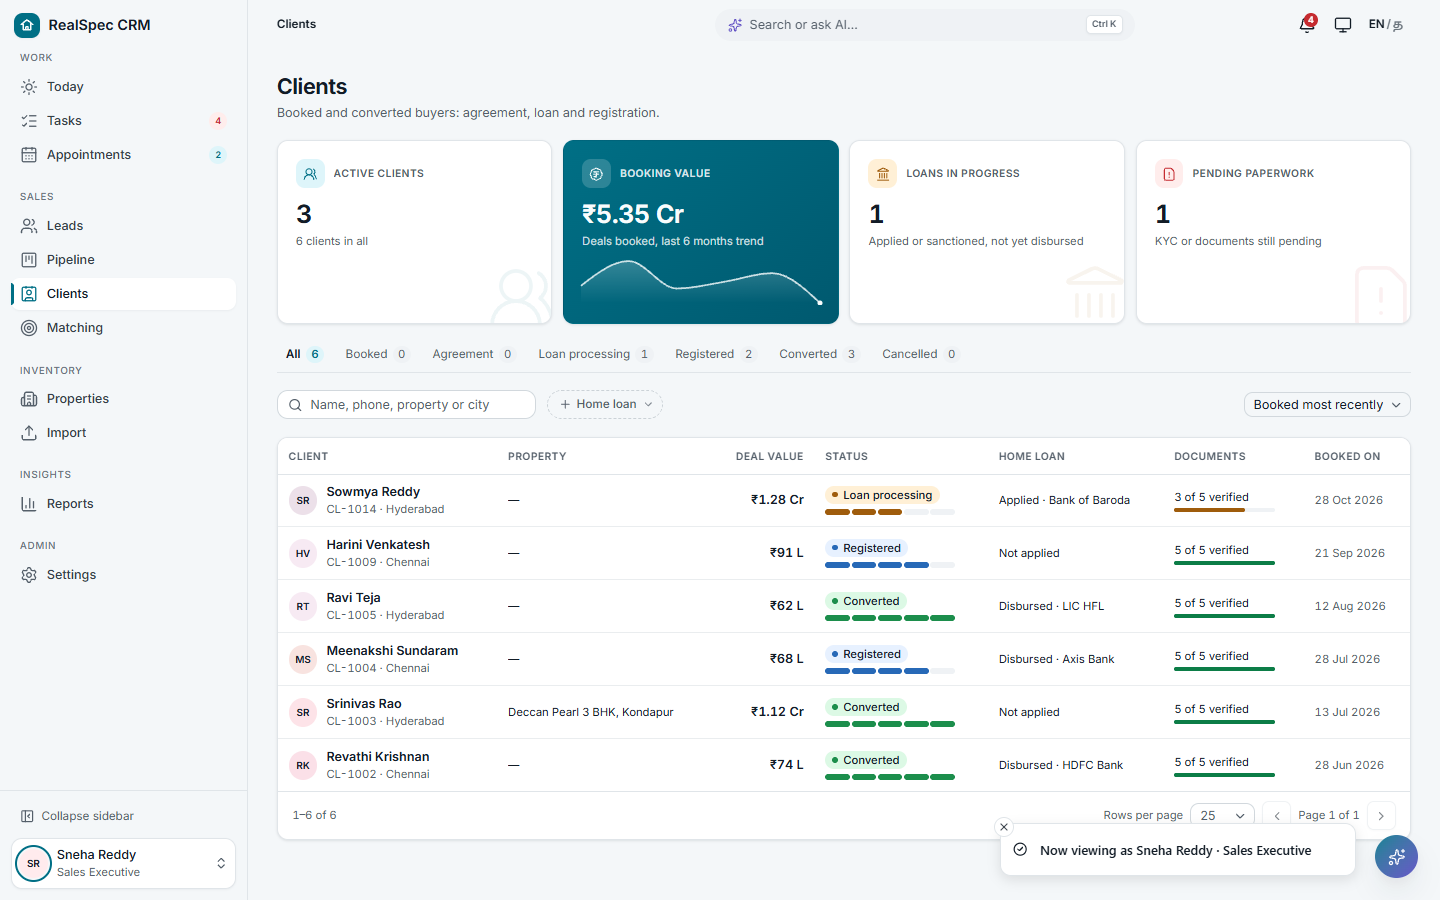 RealSpec CRM
WORK
Today
Tasks 4
Appointments 2
SALES
Leads
Pipeline
Clients
Matching
INVENTORY
Properties
Import
INSIGHTS
Reports
ADMIN
Settings
Collapse sidebar
SR
Sneha Reddy
Sales Executive
Clients
Search or ask AI...
Ctrl K
4
EN / த
Clients
Booked and converted buyers: agreement, loan and registration.
ACTIVE CLIENTS
3
6 clients in all
BOOKING VALUE
₹5.35 Cr
Deals booked, last 6 months trend
LOANS IN PROGRESS
1
Applied or sanctioned, not yet disbursed
PENDING PAPERWORK
1
KYC or documents still pending
All 6 Booked 0 Agreement 0 Loan processing 1 Registered 2 Converted 3 Cancelled 0
Name, phone, property or city
+ Home loan
Booked most recently
CLIENT PROPERTY DEAL VALUE STATUS HOME LOAN DOCUMENTS BOOKED ON
SR Sowmya Reddy — ₹1.28 Cr Loan processing Applied · Bank of Baroda 3 of 5 verified 28 Oct 2026
CL-1014 · Hyderabad
HV Harini Venkatesh — ₹91 L Registered Not applied 5 of 5 verified 21 Sep 2026
CL-1009 · Chennai
RT Ravi Teja — ₹62 L Converted Disbursed · LIC HFL 5 of 5 verified 12 Aug 2026
CL-1005 · Hyderabad
MS Meenakshi Sundaram — ₹68 L Registered Disbursed · Axis Bank 5 of 5 verified 28 Jul 2026
CL-1004 · Chennai
SR Srinivas Rao Deccan Pearl 3 BHK, Kondapur ₹1.12 Cr Converted Not applied 5 of 5 verified 13 Jul 2026
CL-1003 · Hyderabad
RK Revathi Krishnan — ₹74 L Converted Disbursed · HDFC Bank 5 of 5 verified 28 Jun 2026
CL-1002 · Chennai
1–6 of 6
Rows per page 25 Page 1 of 1
Now viewing as Sneha Reddy · Sales Executive